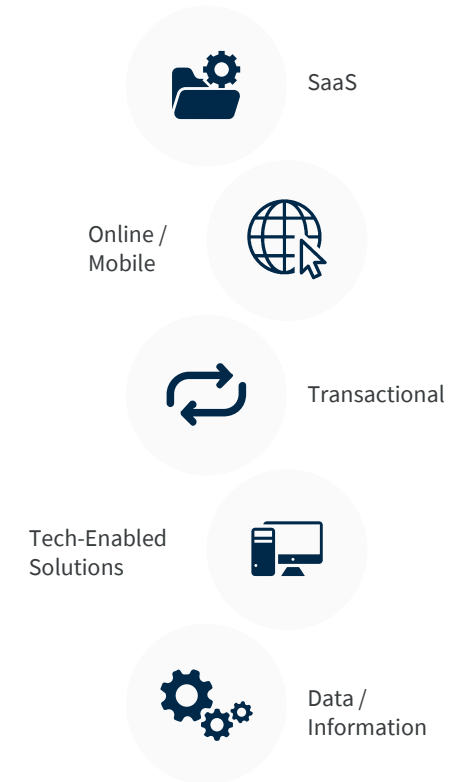 SaaS
Online /
Mobile
Transactional
Tech-Enabled
Solutions
Data /
Information